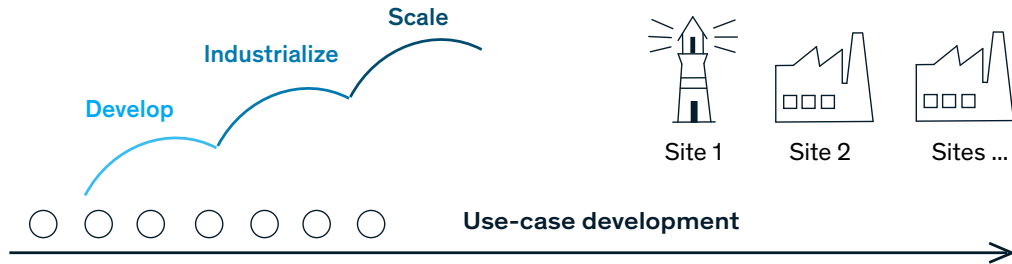 Scale
Industrialize
Develop
Site 1
Site 2
Sites ...
Use-case development